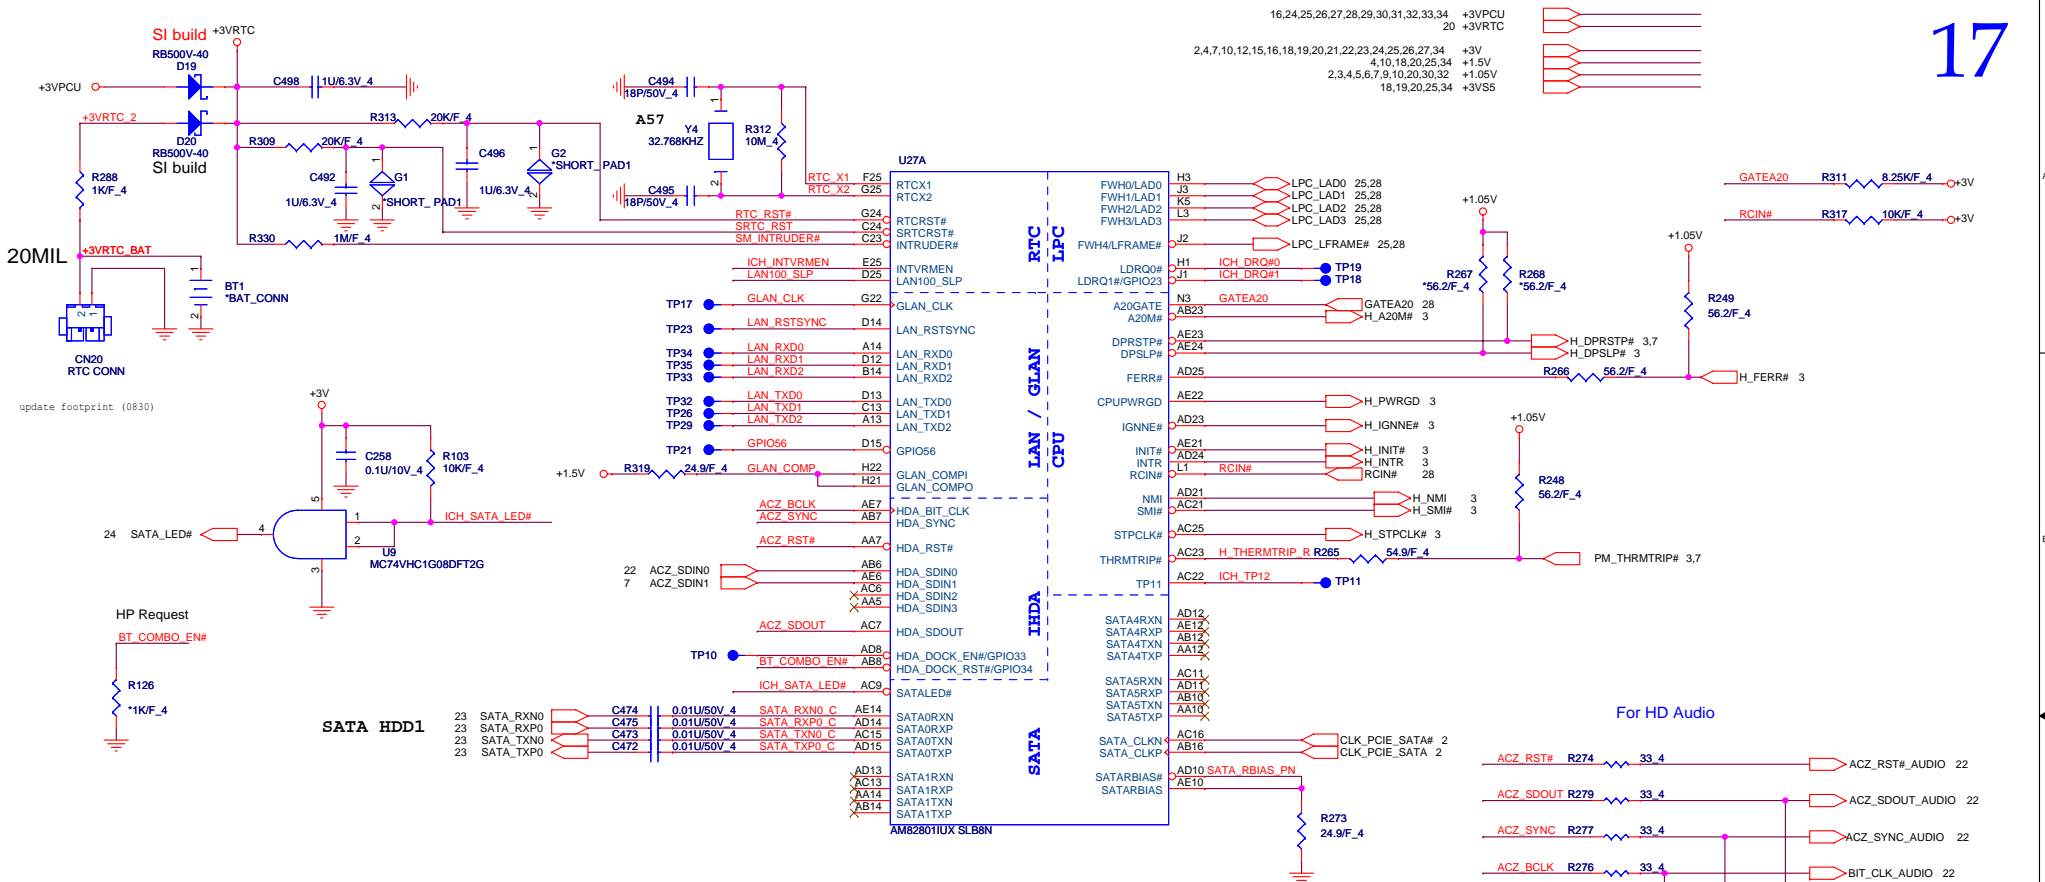 17
16,24,25,26,27,28,29,30,31,32,33,34 +3VPCU
20 +3VRTC
2,4,7,10,12,15,16,18,19,20,21,22,23,24,25,26,27,34 +3V
4,10,18,20,25,34 +1.5V
2,3,4,5,6,7,9,10,20,30,32 +1.05V
18,19,20,25,34 +3VS5
SI build +3VRTC
RB500V-40
D19
+3VPCU
C498 1U/6.3V_4
+3VRTC_2
D20
RB500V-40
SI build
R313 20K/F_4
R309 20K/F_4
R288
1K/F_4
C492
1U/6.3V_4
1
G1
*SHORT_ PAD1
2
C496
1U/6.3V_4
1
G2
*SHORT_ PAD1
2
R330 1M/F_4
20MIL
+3VRTC_BAT
1
BT1
*BAT_CONN
2
2 1
CN20
RTC CONN
update footprint (0830)
C494
18P/50V_4
A57
1
Y4
32.768KHZ
2
R312
10M_4
C495
18P/50V_4
RTC_X1 F25 RTCX1
RTC_X2 G25 RTCX2
RTC_RST# G24 RTCRST#
SRTC_RST C24 SRTCRST#
SM_INTRUDER# C23 INTRUDER#
ICH_INTVRMEN E25 INTVRMEN
LAN100_SLP D25 LAN100_SLP
TP17 GLAN_CLK G22 GLAN_CLK
TP23 LAN_RSTSYNC D14 LAN_RSTSYNC
TP34 LAN_RXD0 A14 LAN_RXD0
TP35 LAN_RXD1 D12 LAN_RXD1
TP33 LAN_RXD2 B14 LAN_RXD2
TP32 LAN_TXD0 D13 LAN_TXD0
TP26 LAN_TXD1 C13 LAN_TXD1
TP29 LAN_TXD2 A13 LAN_TXD2
TP21 GPIO56 D15 GPIO56
+1.5V R319 24.9/F_4 GLAN_COMP H22 GLAN_COMPI
H21 GLAN_COMPO
ACZ_BCLK AE7 HDA_BIT_CLK
ACZ_SYNC AB7 HDA_SYNC
ACZ_RST# AA7 HDA_RST#
22 ACZ_SDIN0 AB6 HDA_SDIN0
7 ACZ_SDIN1 AE6 HDA_SDIN1
AC6 HDA_SDIN2
AA5 HDA_SDIN3
ACZ_SDOUT AC7 HDA_SDOUT
TP10 AD8 HDA_DOCK_EN#/GPIO33
BT_COMBO_EN# AB8 HDA_DOCK_RST#/GPIO34
ICH_SATA_LED# AC9 SATALED#
SATA HDD1
23 SATA_RXN0 C474 0.01U/50V_4 SATA_RXN0_C AE14 SATA0RXN
23 SATA_RXP0 C475 0.01U/50V_4 SATA_RXP0_C AD14 SATA0RXP
23 SATA_TXN0 C473 0.01U/50V_4 SATA_TXN0_C AC15 SATA0TXN
23 SATA_TXP0 C472 0.01U/50V_4 SATA_TXP0_C AD15 SATA0TXP
AD13 SATA1RXN
AC13 SATA1RXP
AA14 SATA1TXN
AB14 SATA1TXP
AM82801IUX SLB8N
U27A
RTC
LPC
LAN / GLAN
CPU
IHDA
SATA
+3V
C258
0.1U/10V_4
R103
10K/F_4
5
24 SATA_LED# 4
1 ICH_SATA_LED#
2
3
U9
MC74VHC1G08DFT2G
HP Request
BT_COMBO_EN#
R126
*1K/F_4
FWH0/LAD0 H3 LPC_LAD0 25,28
FWH1/LAD1 J3 LPC_LAD1 25,28
FWH2/LAD2 K5 LPC_LAD2 25,28
FWH3/LAD3 L3 LPC_LAD3 25,28
FWH4/LFRAME# J2 LPC_LFRAME# 25,28
LDRQ0# H1 ICH_DRQ#0 TP19
LDRQ1#/GPIO23 J1 ICH_DRQ#1 TP18
A20GATE N3 GATEA20 GATEA20 28
A20M# AB23 H_A20M# 3
DPRSTP# AE23 H_DPRSTP# 3,7
DPSLP# AE24 H_DPSLP# 3
FERR# AD25 R266 56.2/F_4 H_FERR# 3
CPUPWRGD AE22 H_PWRGD 3
IGNNE# AD23 H_IGNNE# 3
INIT# AE21 H_INIT# 3
INTR AD24 H_INTR 3
RCIN# L1 RCIN# RCIN# 28
NMI AD21 H_NMI 3
SMI# AC21 H_SMI# 3
STPCLK# AC25 H_STPCLK# 3
THRMTRIP# AC23 H_THERMTRIP_R R265 54.9/F_4 PM_THRMTRIP# 3,7
TP11 AC22 ICH_TP12 TP11
SATA4RXN AD12
SATA4RXP AE12
SATA4TXN AB12
SATA4TXP AA12
SATA5RXN AC11
SATA5RXP AD11
SATA5TXN AB10
SATA5TXP AA10
SATA_CLKN AC16 CLK_PCIE_SATA# 2
SATA_CLKP AB16 CLK_PCIE_SATA 2
SATARBIAS# AD10 SATA_RBIAS_PN
SATARBIAS AE10
R273
24.9/F_4
+1.05V
R267
*56.2/F_4
R268
*56.2/F_4
+1.05V
R249
56.2/F_4
+1.05V
R248
56.2/F_4
GATEA20 R311 8.25K/F_4 +3V
RCIN# R317 10K/F_4 +3V
For HD Audio
ACZ_RST# R274 33_4 ACZ_RST#_AUDIO 22
ACZ_SDOUT R279 33_4 ACZ_SDOUT_AUDIO 22
ACZ_SYNC R277 33_4 ACZ_SYNC_AUDIO 22
ACZ_BCLK R276 33_4 BIT_CLK_AUDIO 22